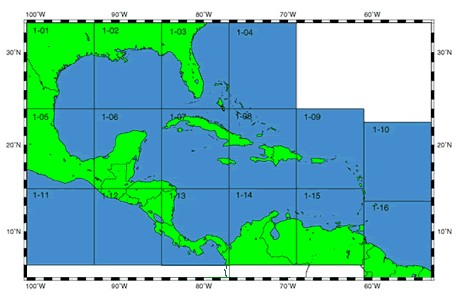 100°W 90°W 80°W 70°W 60°W
1-01 1-02 1-03 1-04
30°N 30°N
1-05 1-06 1-07 1-08 1-09
1-10
20°N 20°N
1-11 1-12 1-13 1-14 1-15
1-16
10°N 10°N
100°W 90°W 80°W 70°W 60°W